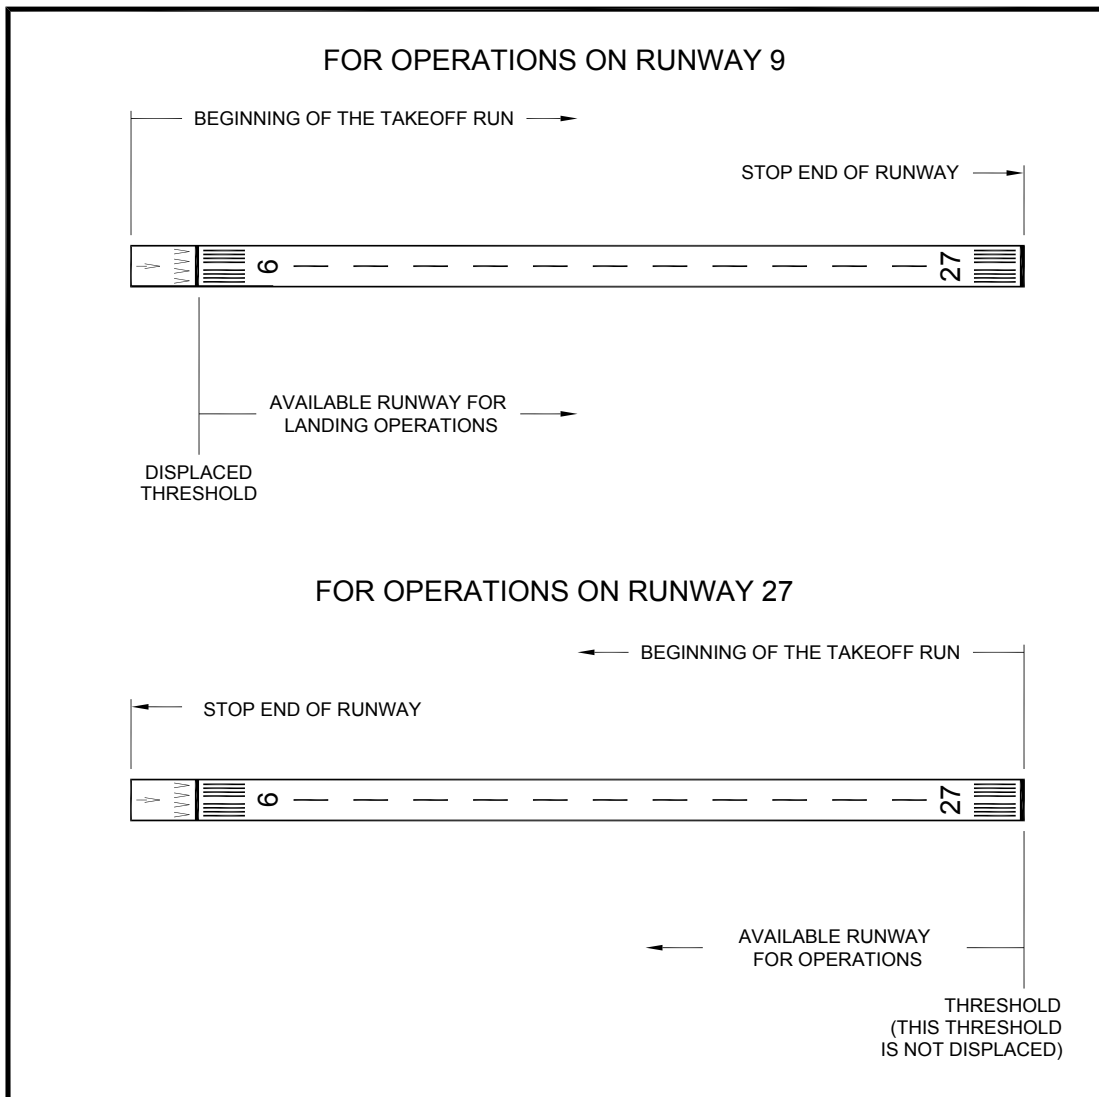 FOR OPERATIONS ON RUNWAY 9
BEGINNING OF THE TAKEOFF RUN
STOP END OF RUNWAY
9
27
AVAILABLE RUNWAY FOR
LANDING OPERATIONS
DISPLACED
THRESHOLD
FOR OPERATIONS ON RUNWAY 27
BEGINNING OF THE TAKEOFF RUN
STOP END OF RUNWAY
9
27
AVAILABLE RUNWAY
FOR OPERATIONS
THRESHOLD
(THIS THRESHOLD
IS NOT DISPLACED)